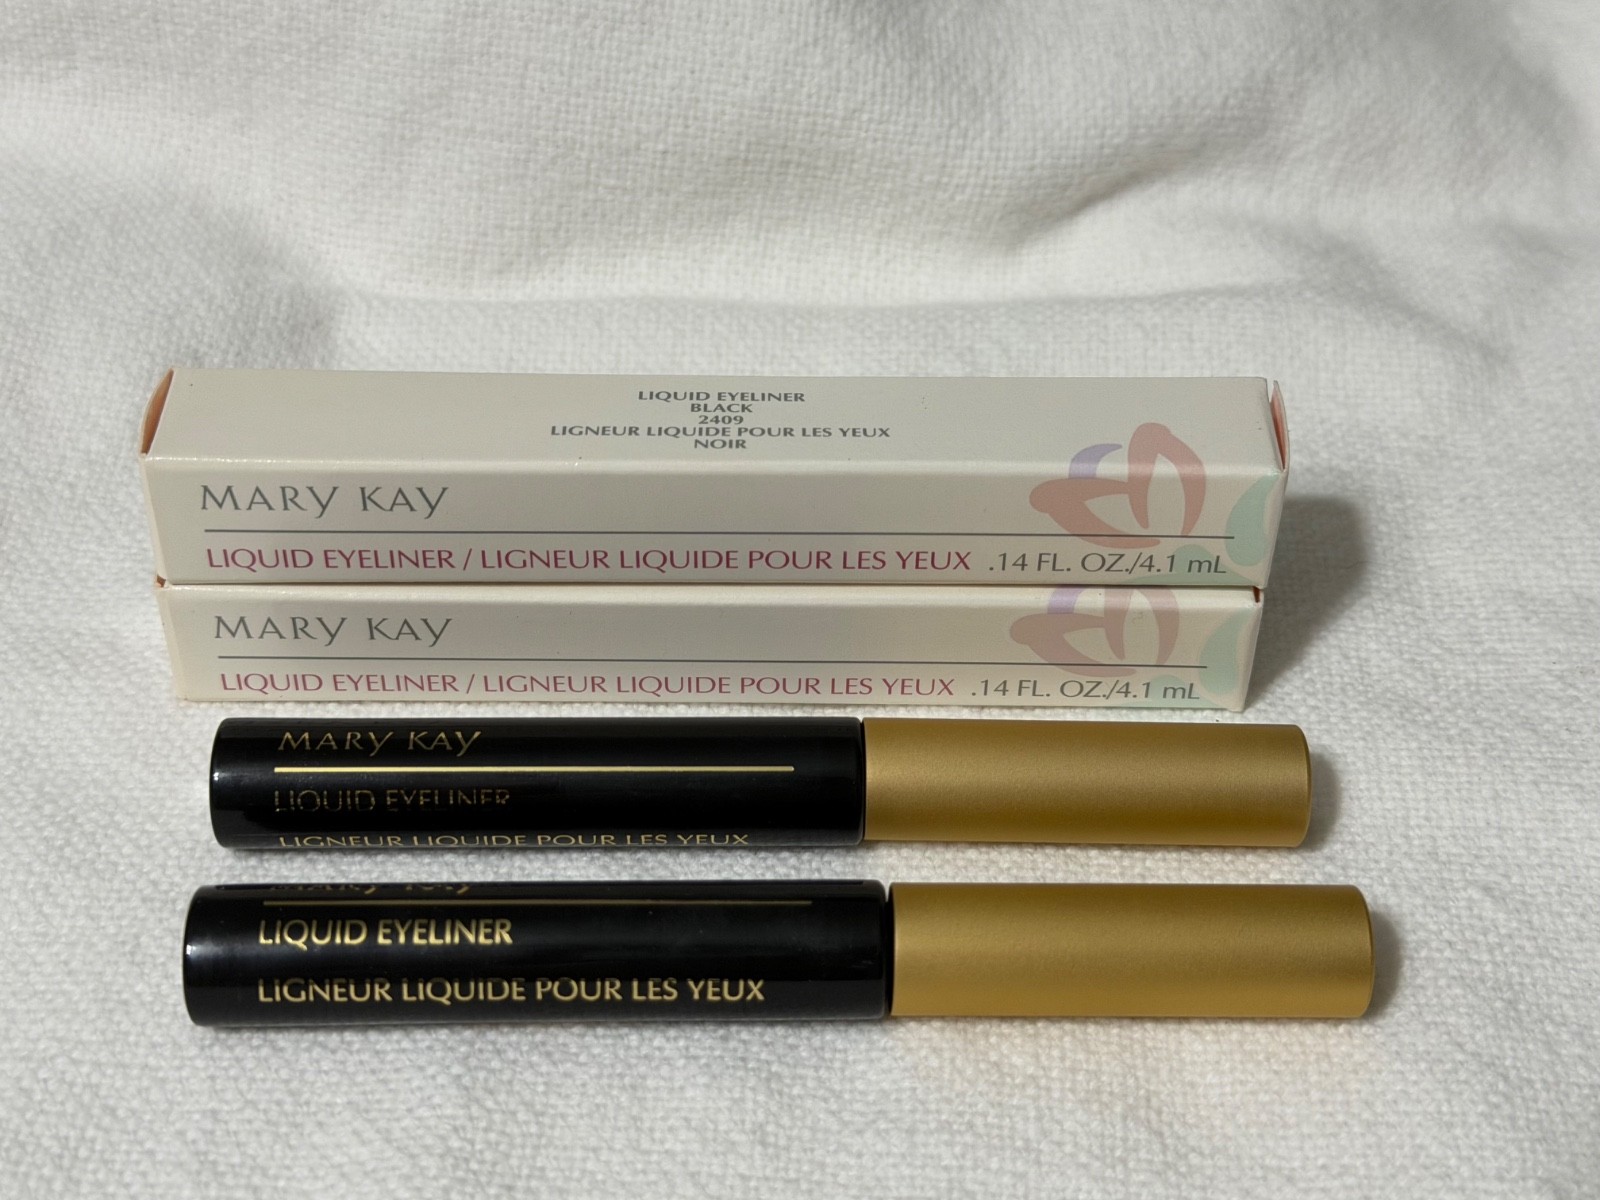 LIQUID EYELINER
BLACK
2409
LIGNEUR LIQUIDE POUR LES YEUX
NOIR
MARY KAY
LIQUID EYELINER / LIGNEUR LIQUIDE POUR LES YEUX .14 FL. OZ./4.1 mL
MARY KAY
LIQUID EYELINER / LIGNEUR LIQUIDE POUR LES YEUX .14 FL. OZ./4.1 mL
MARY KAY
LIQUID EYELINER
LIGNEUR LIQUIDE POUR LES YEUX
MARY KAY
LIQUID EYELINER
LIGNEUR LIQUIDE POUR LES YEUX